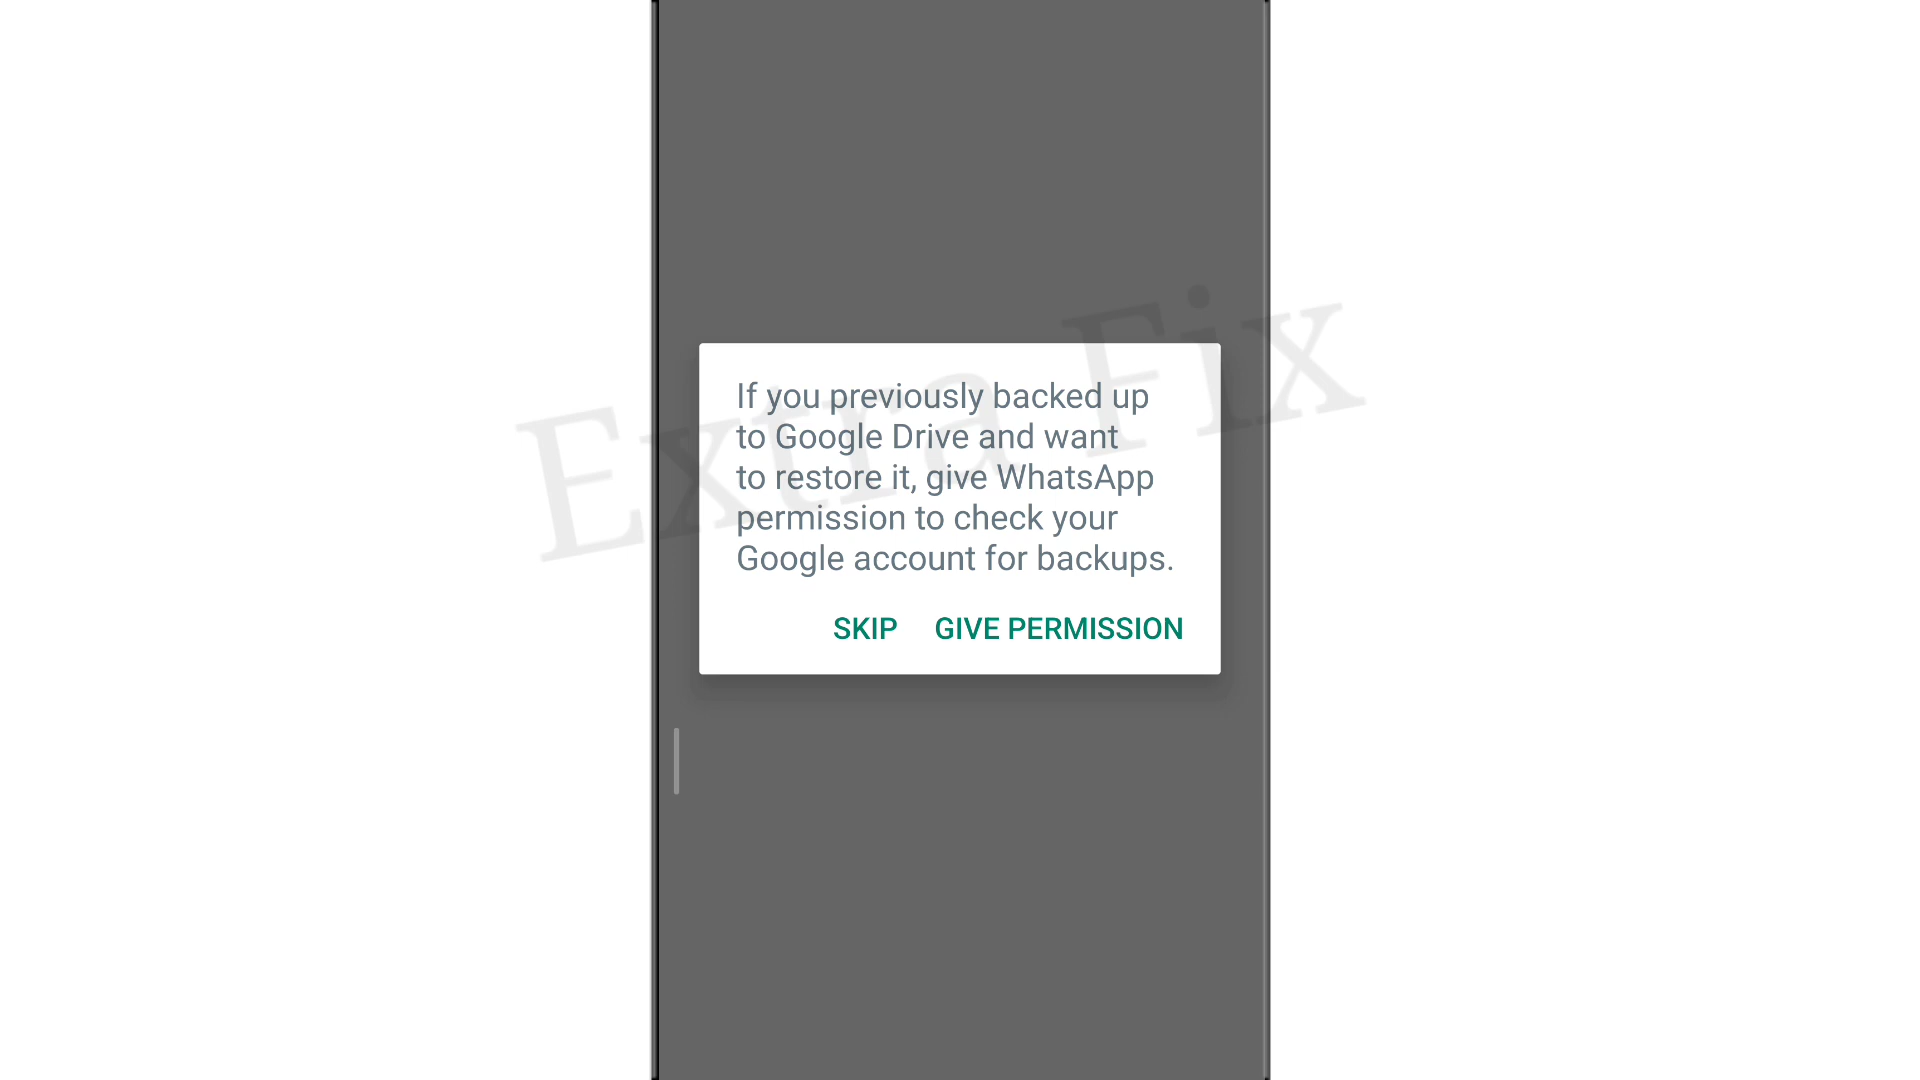 Extra Fix
If you previously backed up
to Google Drive and want
to restore it, give WhatsApp
permission to check your
Google account for backups.
SKIP GIVE PERMISSION